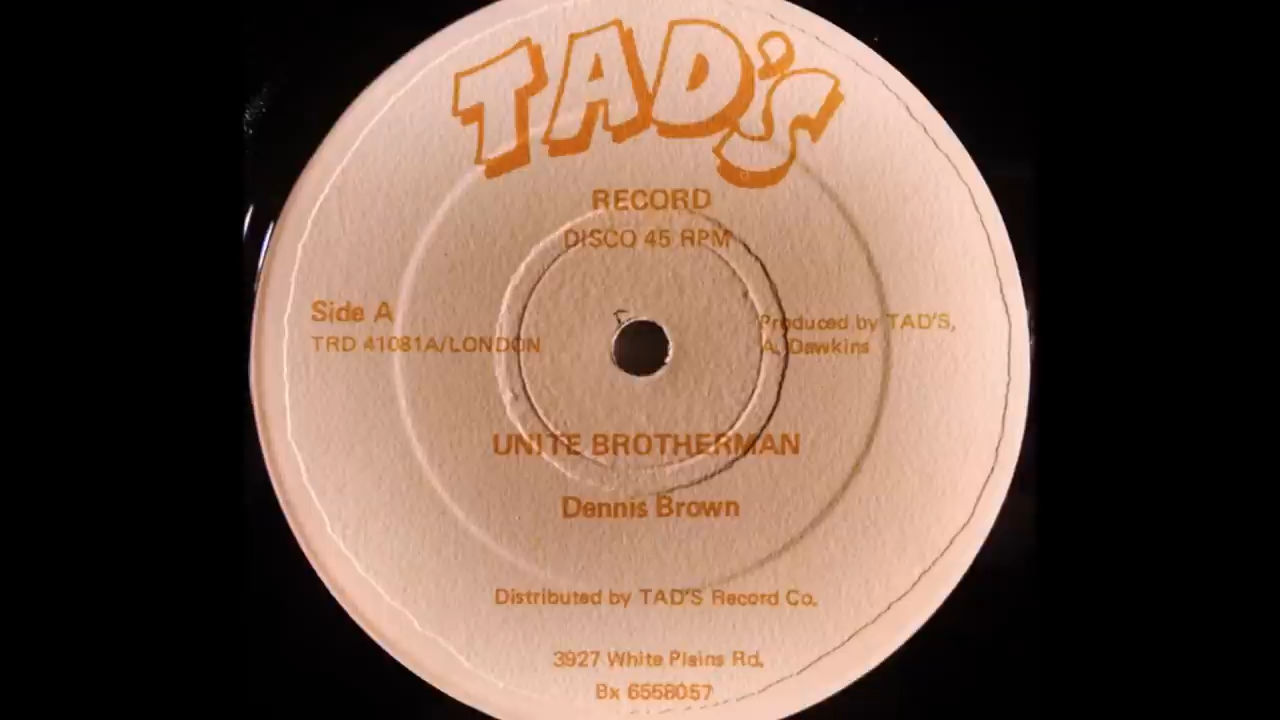 TAD'S
RECORD
DISCO 45 RPM
Side A
TRD 41081A/LONDON
Produced by TAD'S,
A. Dawkins
UNITE BROTHERMAN
Dennis Brown
Distributed by TAD'S Record Co.
3927 White Plains Rd.
Bx 6558057